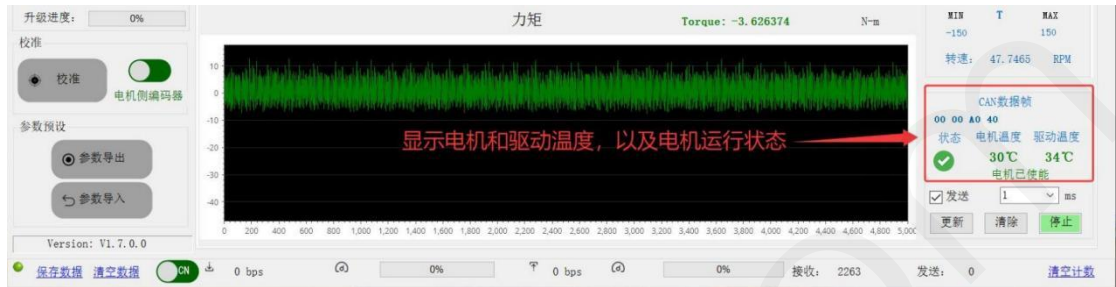 升级进度： 0%
力矩
Torque: -3.626374 N-m
MIN T MAX
-150 150
转速： 47.7465 RPM
校准
校准
电机侧编码器
参数预设
参数导出
参数导入
Version: V1.7.0.0
10
0
-10
-20
-30
-40
0 200 400 600 800 1,000 1,200 1,400 1,600 1,800 2,000 2,200 2,400 2,600 2,800 3,000 3,200 3,400 3,600 3,800 4,000 4,200 4,400 4,600 4,800 5,000
显示电机和驱动温度，以及电机运行状态
CAN数据帧
00 00 A0 40
状态 电机温度 驱动温度
30℃ 34℃
电机已使能
发送 1 ms
更新 清除 停止
保存数据 清空数据 CN 0 bps 0% 0 bps 0% 接收： 2263 发送： 0 清空计数